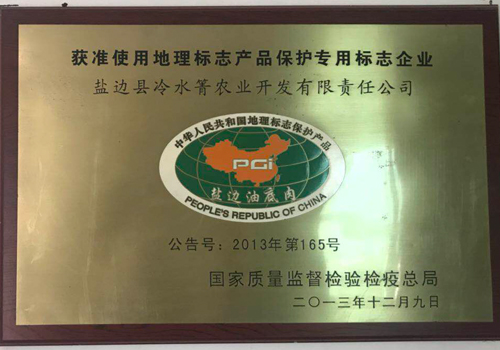 获准使用地理标志产品保护专用标志企业
盐边县冷水箐农业开发有限责任公司
中华人民共和国地理标志保护产品
PGi
盐边油底肉
PEOPLE'S REPUBLIC OF CHINA
公告号：2013年第165号
国家质量监督检验检疫总局
二〇一三年十二月九日